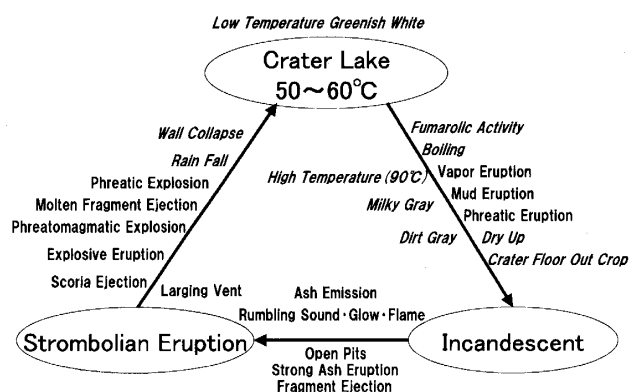 Low Temperature Greenish White
Crater Lake
50～60℃
Wall Collapse
Rain Fall
Phreatic Explosion
Molten Fragment Ejection
Phreatomagmatic Explosion
Explosive Eruption
Scoria Ejection
Larging Vent
Fumarolic Activity
Boiling
High Temperature (90℃)
Vapor Eruption
Mud Eruption
Milky Gray
Phreatic Eruption
Dirt Gray
Dry Up
Crater Floor Out Crop
Strombolian Eruption
Ash Emission
Rumbling Sound・Glow・Flame
Open Pits
Strong Ash Eruption
Fragment Ejection
Incandescent